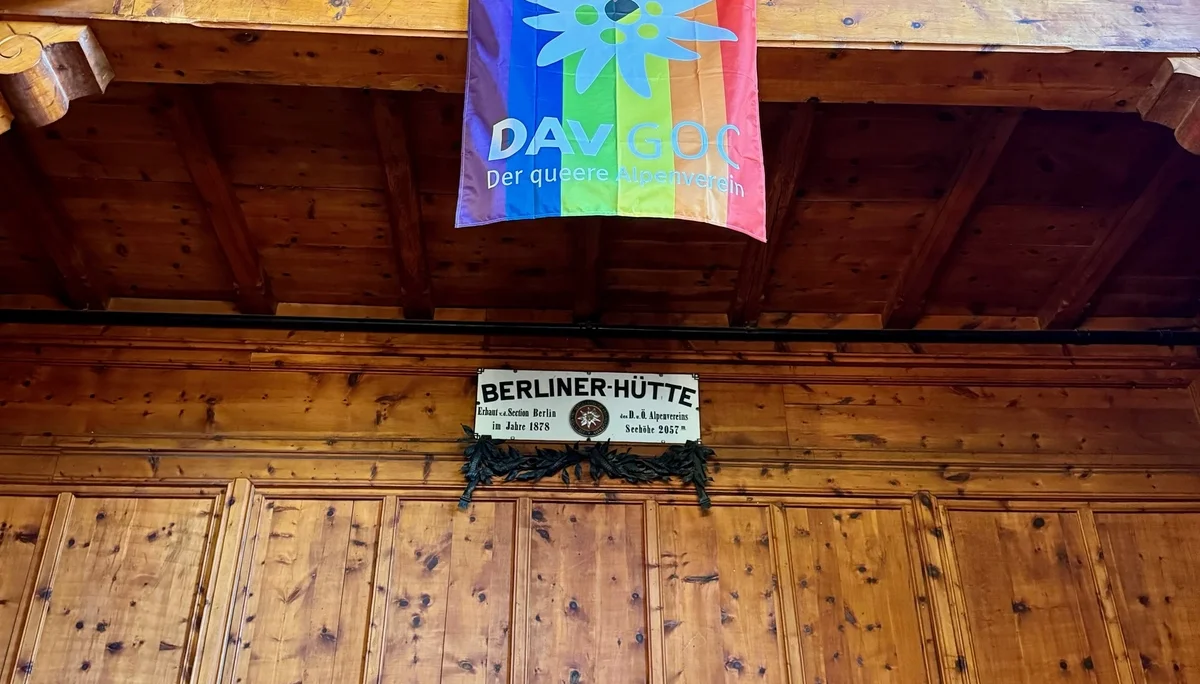 DAV GOC
Der queere Alpenverein
BERLINER-HÜTTE
Erbaut v.d. Section Berlin
im Jahre 1878
des D. u. Ö. Alpenvereins
Seehöhe 2057 m